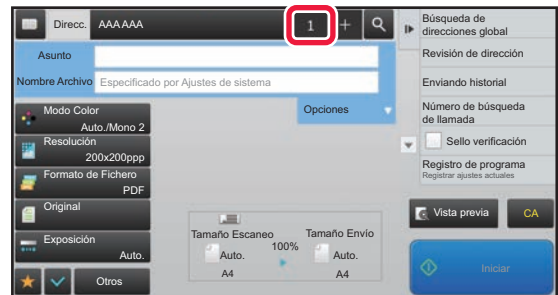 Direcc. AAA AAA 1 +
Asunto
Nombre Archivo Especificado por Ajustes de sistema
Opciones
Modo Color
Auto./Mono 2
Resolución
200x200ppp
Formato de Fichero
PDF
Original
Exposición
Auto.
Otros
Tamaño Escaneo
Auto.
A4
100%
Tamaño Envío
Auto.
A4
Búsqueda de
direcciones global
Revisión de dirección
Enviando historial
Número de búsqueda
de llamada
Sello verificación
Registro de programa
Registrar ajustes actuales
Vista previa
CA
Iniciar